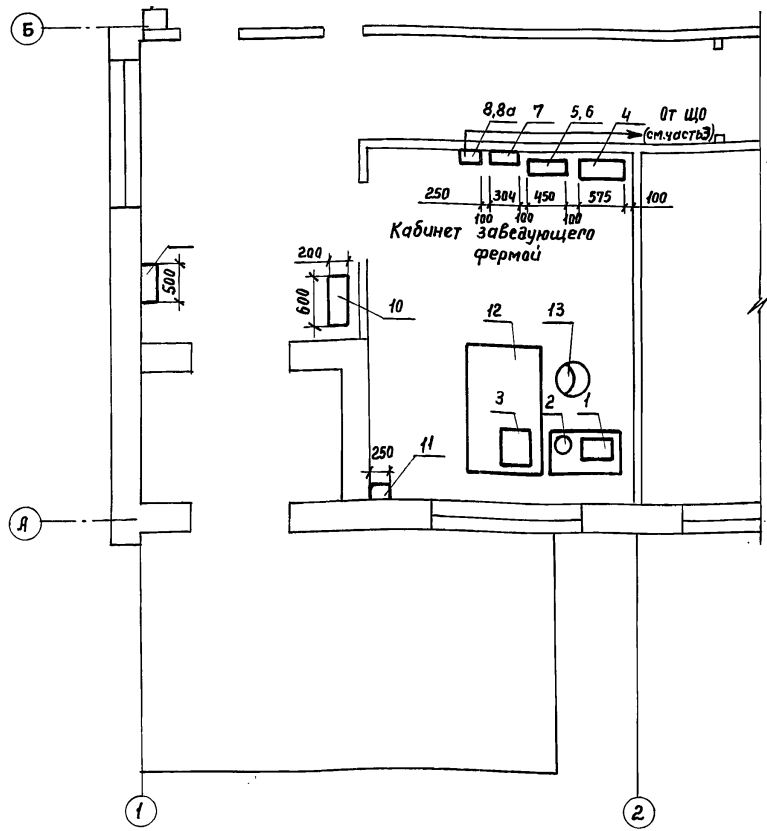 Б
8,8а 7 5,6 4 От ЩО
(см.часть3)
250 100 304 100 450 100 575 100
Кабинет заведующего
фермой
200
500
600
10
12 13
3 2 1
250 11
А
1 2